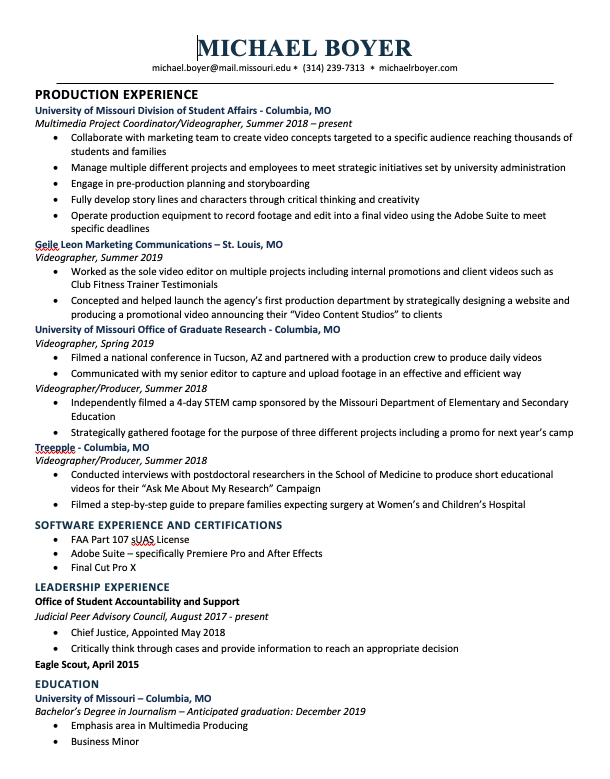 MICHAEL BOYER
michael.boyer@mail.missouri.edu * (314) 239-7313 * michaelrboyer.com
PRODUCTION EXPERIENCE
University of Missouri Division of Student Affairs - Columbia, MO
Multimedia Project Coordinator/Videographer, Summer 2018 – present
• Collaborate with marketing team to create video concepts targeted to a specific audience reaching thousands of
students and families
• Manage multiple different projects and employees to meet strategic initiatives set by university administration
• Engage in pre-production planning and storyboarding
• Fully develop story lines and characters through critical thinking and creativity
• Operate production equipment to record footage and edit into a final video using the Adobe Suite to meet
specific deadlines
Geile Leon Marketing Communications – St. Louis, MO
Videographer, Summer 2019
• Worked as the sole video editor on multiple projects including internal promotions and client videos such as
Club Fitness Trainer Testimonials
• Concepted and helped launch the agency's first production department by strategically designing a website and
producing a promotional video announcing their “Video Content Studios” to clients
University of Missouri Office of Graduate Research - Columbia, MO
Videographer, Spring 2019
• Filmed a national conference in Tucson, AZ and partnered with a production crew to produce daily videos
• Communicated with my senior editor to capture and upload footage in an effective and efficient way
Videographer/Producer, Summer 2018
• Independently filmed a 4-day STEM camp sponsored by the Missouri Department of Elementary and Secondary
Education
• Strategically gathered footage for the purpose of three different projects including a promo for next year's camp
Treepple - Columbia, MO
Videographer/Producer, Summer 2018
• Conducted interviews with postdoctoral researchers in the School of Medicine to produce short educational
videos for their “Ask Me About My Research” Campaign
• Filmed a step-by-step guide to prepare families expecting surgery at Women's and Children's Hospital
SOFTWARE EXPERIENCE AND CERTIFICATIONS
• FAA Part 107 sUAS License
• Adobe Suite – specifically Premiere Pro and After Effects
• Final Cut Pro X
LEADERSHIP EXPERIENCE
Office of Student Accountability and Support
Judicial Peer Advisory Council, August 2017 - present
• Chief Justice, Appointed May 2018
• Critically think through cases and provide information to reach an appropriate decision
Eagle Scout, April 2015
EDUCATION
University of Missouri – Columbia, MO
Bachelor's Degree in Journalism – Anticipated graduation: December 2019
• Emphasis area in Multimedia Producing
• Business Minor